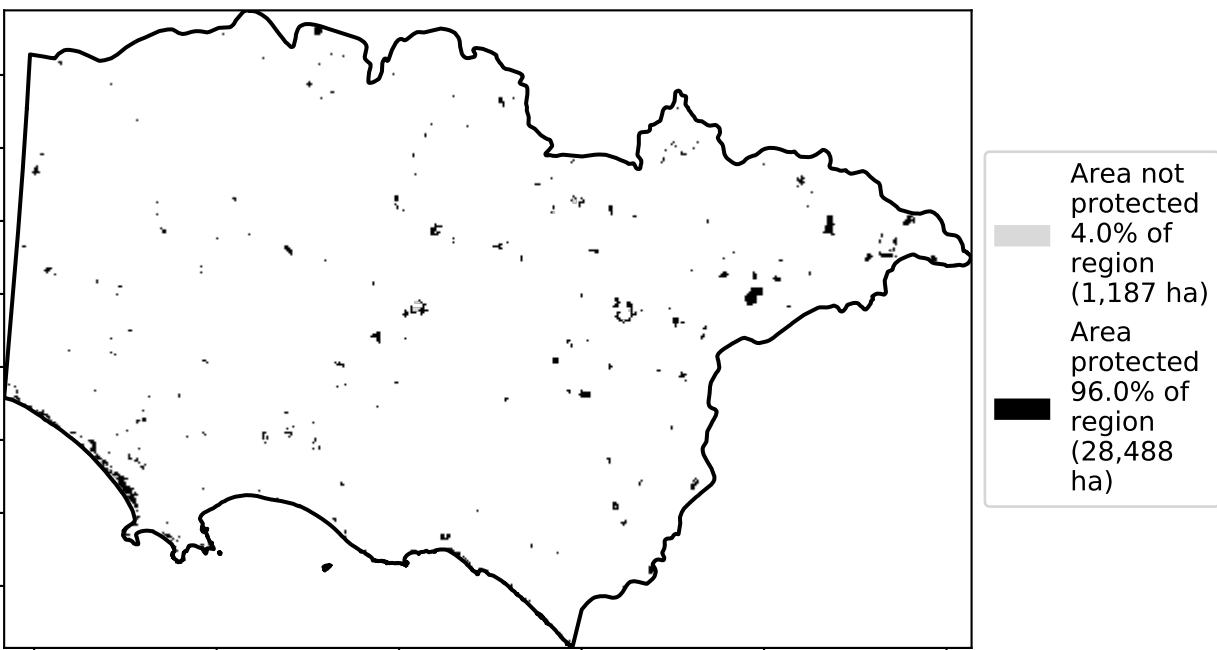 Area not
protected
4.0% of
region
(1,187 ha)
Area
protected
96.0% of
region
(28,488
ha)